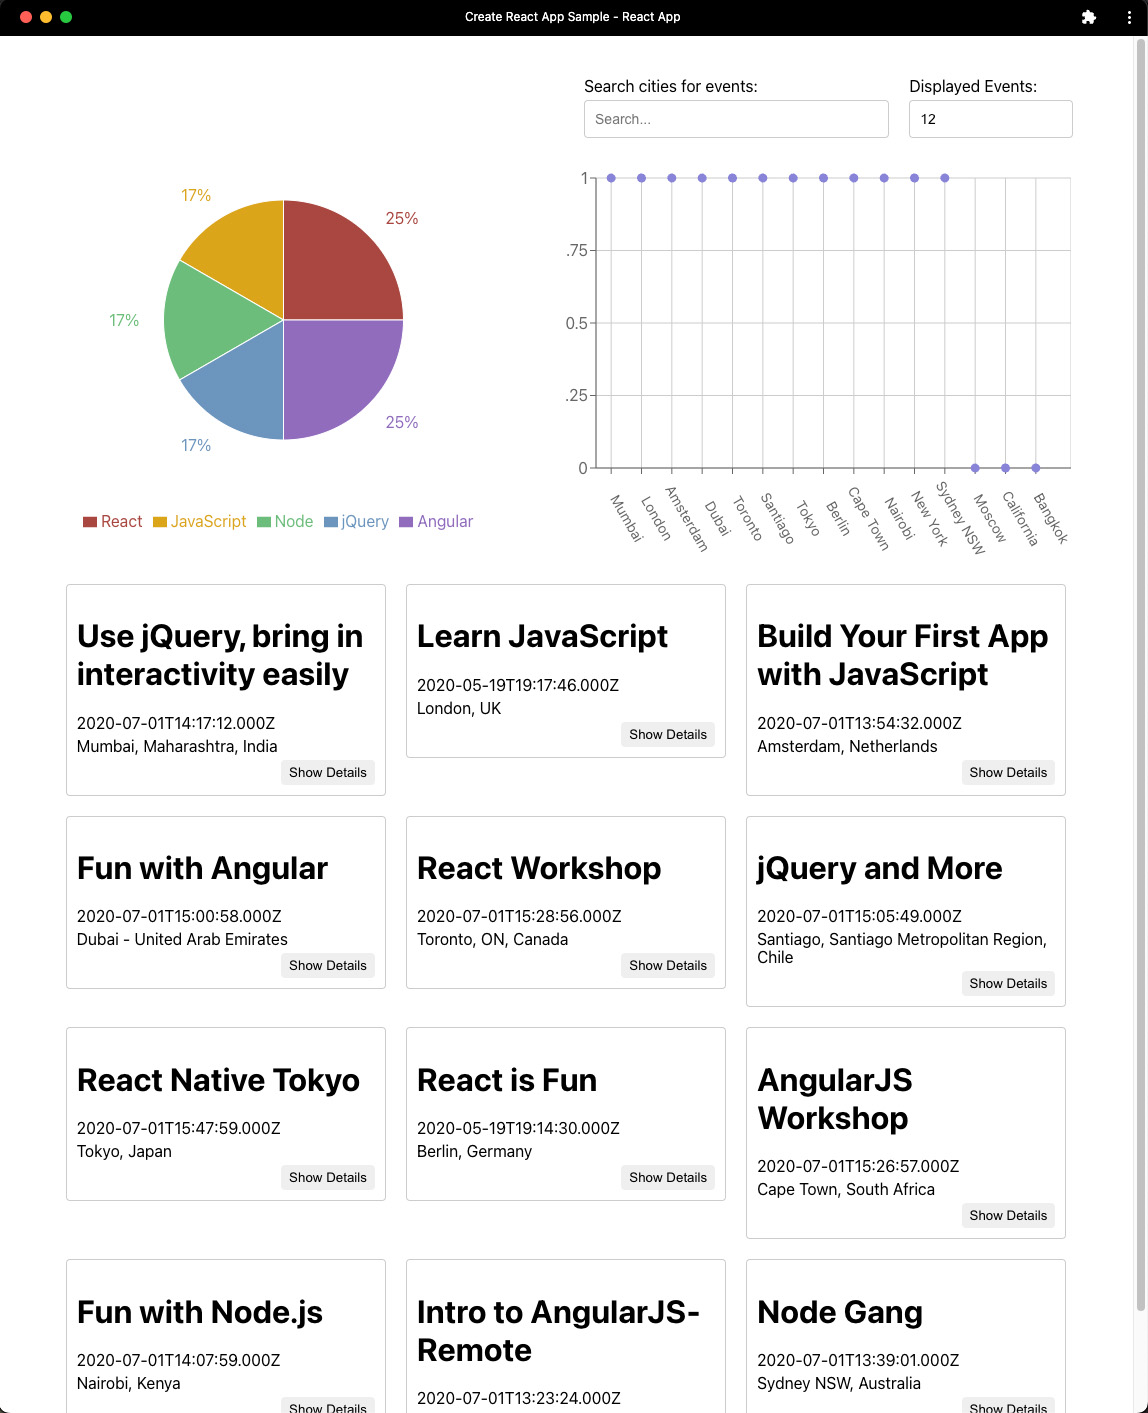 Create React App Sample - React App
Search cities for events:
Displayed Events:
Search...
12
17%
25%
17%
17%
25%
React JavaScript Node jQuery Angular
1
.75
0.5
.25
0
Mumbai
London
Amsterdam
Dubai
Toronto
Santiago
Tokyo
Berlin
Cape Town
Nairobi
New York
Sydney NSW
Moscow
California
Bangkok
Use jQuery, bring in
interactivity easily
2020-07-01T14:17:12.000Z
Mumbai, Maharashtra, India
Show Details
Learn JavaScript
2020-05-19T19:17:46.000Z
London, UK
Show Details
Build Your First App
with JavaScript
2020-07-01T13:54:32.000Z
Amsterdam, Netherlands
Show Details
Fun with Angular
2020-07-01T15:00:58.000Z
Dubai - United Arab Emirates
Show Details
React Workshop
2020-07-01T15:28:56.000Z
Toronto, ON, Canada
Show Details
jQuery and More
2020-07-01T15:05:49.000Z
Santiago, Santiago Metropolitan Region,
Chile
Show Details
React Native Tokyo
2020-07-01T15:47:59.000Z
Tokyo, Japan
Show Details
React is Fun
2020-05-19T19:14:30.000Z
Berlin, Germany
Show Details
AngularJS
Workshop
2020-07-01T15:26:57.000Z
Cape Town, South Africa
Show Details
Fun with Node.js
2020-07-01T14:07:59.000Z
Nairobi, Kenya
Show Details
Intro to AngularJS-
Remote
2020-07-01T13:23:24.000Z
Node Gang
2020-07-01T13:39:01.000Z
Sydney NSW, Australia
Show Details